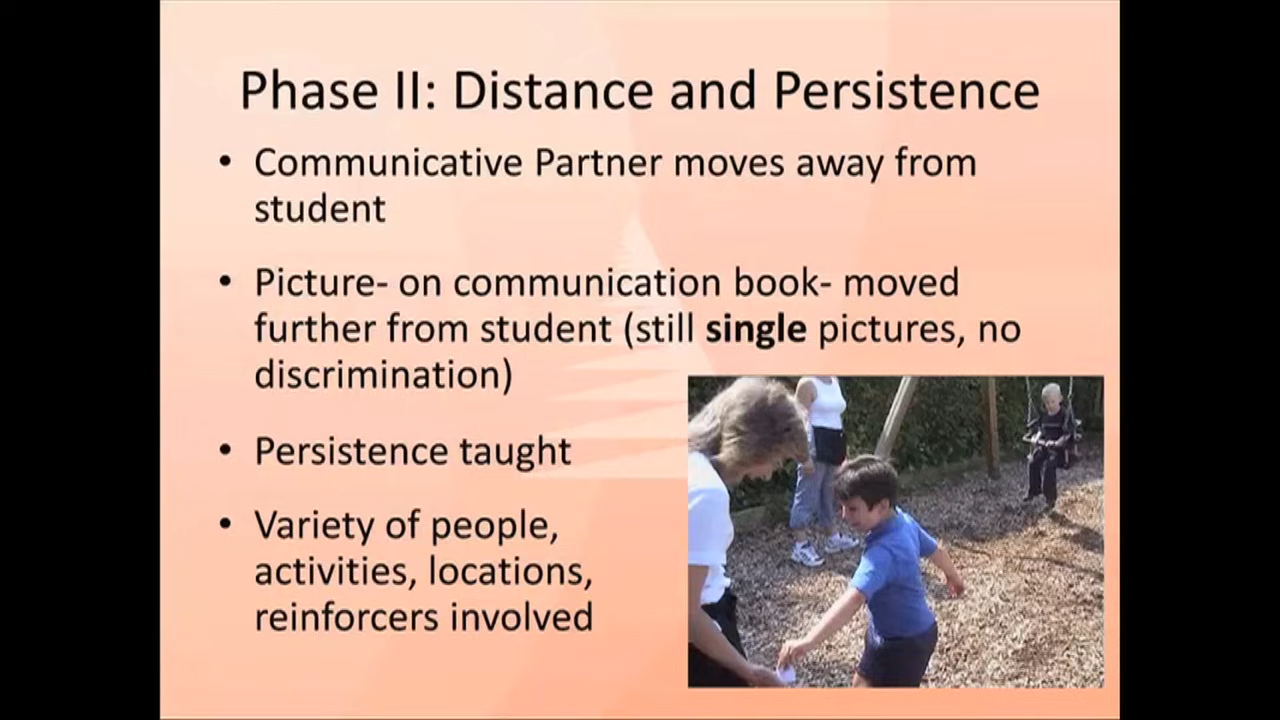 Phase II: Distance and Persistence
• Communicative Partner moves away from
student
• Picture- on communication book- moved
further from student (still single pictures, no
discrimination)
• Persistence taught
• Variety of people,
activities, locations,
reinforcers involved